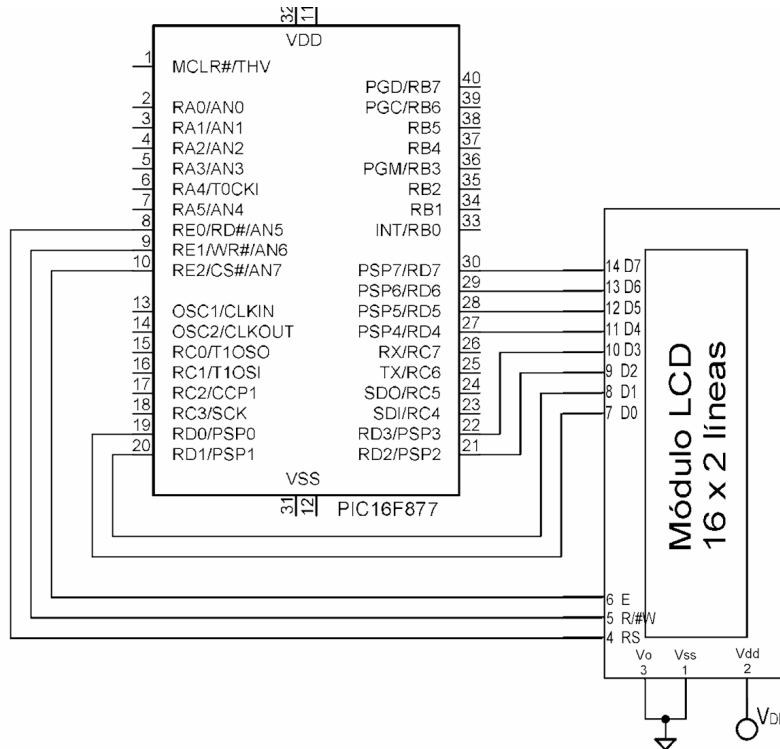 32 11
VDD
1 MCLR#/THV
PGD/RB7 40
2 RA0/AN0 PGC/RB6 39
3 RA1/AN1 RB5 38
4 RA2/AN2 RB4 37
5 RA3/AN3 PGM/RB3 36
6 RA4/T0CKI RB2 35
7 RA5/AN4 RB1 34
8 RE0/RD#/AN5 INT/RB0 33
9 RE1/WR#/AN6
10 RE2/CS#/AN7 PSP7/RD7 30
PSP6/RD6 29
13 OSC1/CLKIN PSP5/RD5 28
14 OSC2/CLKOUT PSP4/RD4 27
15 RC0/T1OSO RX/RC7 26
16 RC1/T1OSI TX/RC6 25
17 RC2/CCP1 SDO/RC5 24
18 RC3/SCK SDI/RC4 23
19 RD0/PSP0 RD3/PSP3 22
20 RD1/PSP1 RD2/PSP2 21
VSS
31 12 PIC16F877
14 D7
13 D6
12 D5
11 D4
10 D3
9 D2
8 D1
7 D0
Módulo LCD
16 x 2 líneas
6 E
5 R/#W
4 RS
Vo Vss Vdd
3 1 2